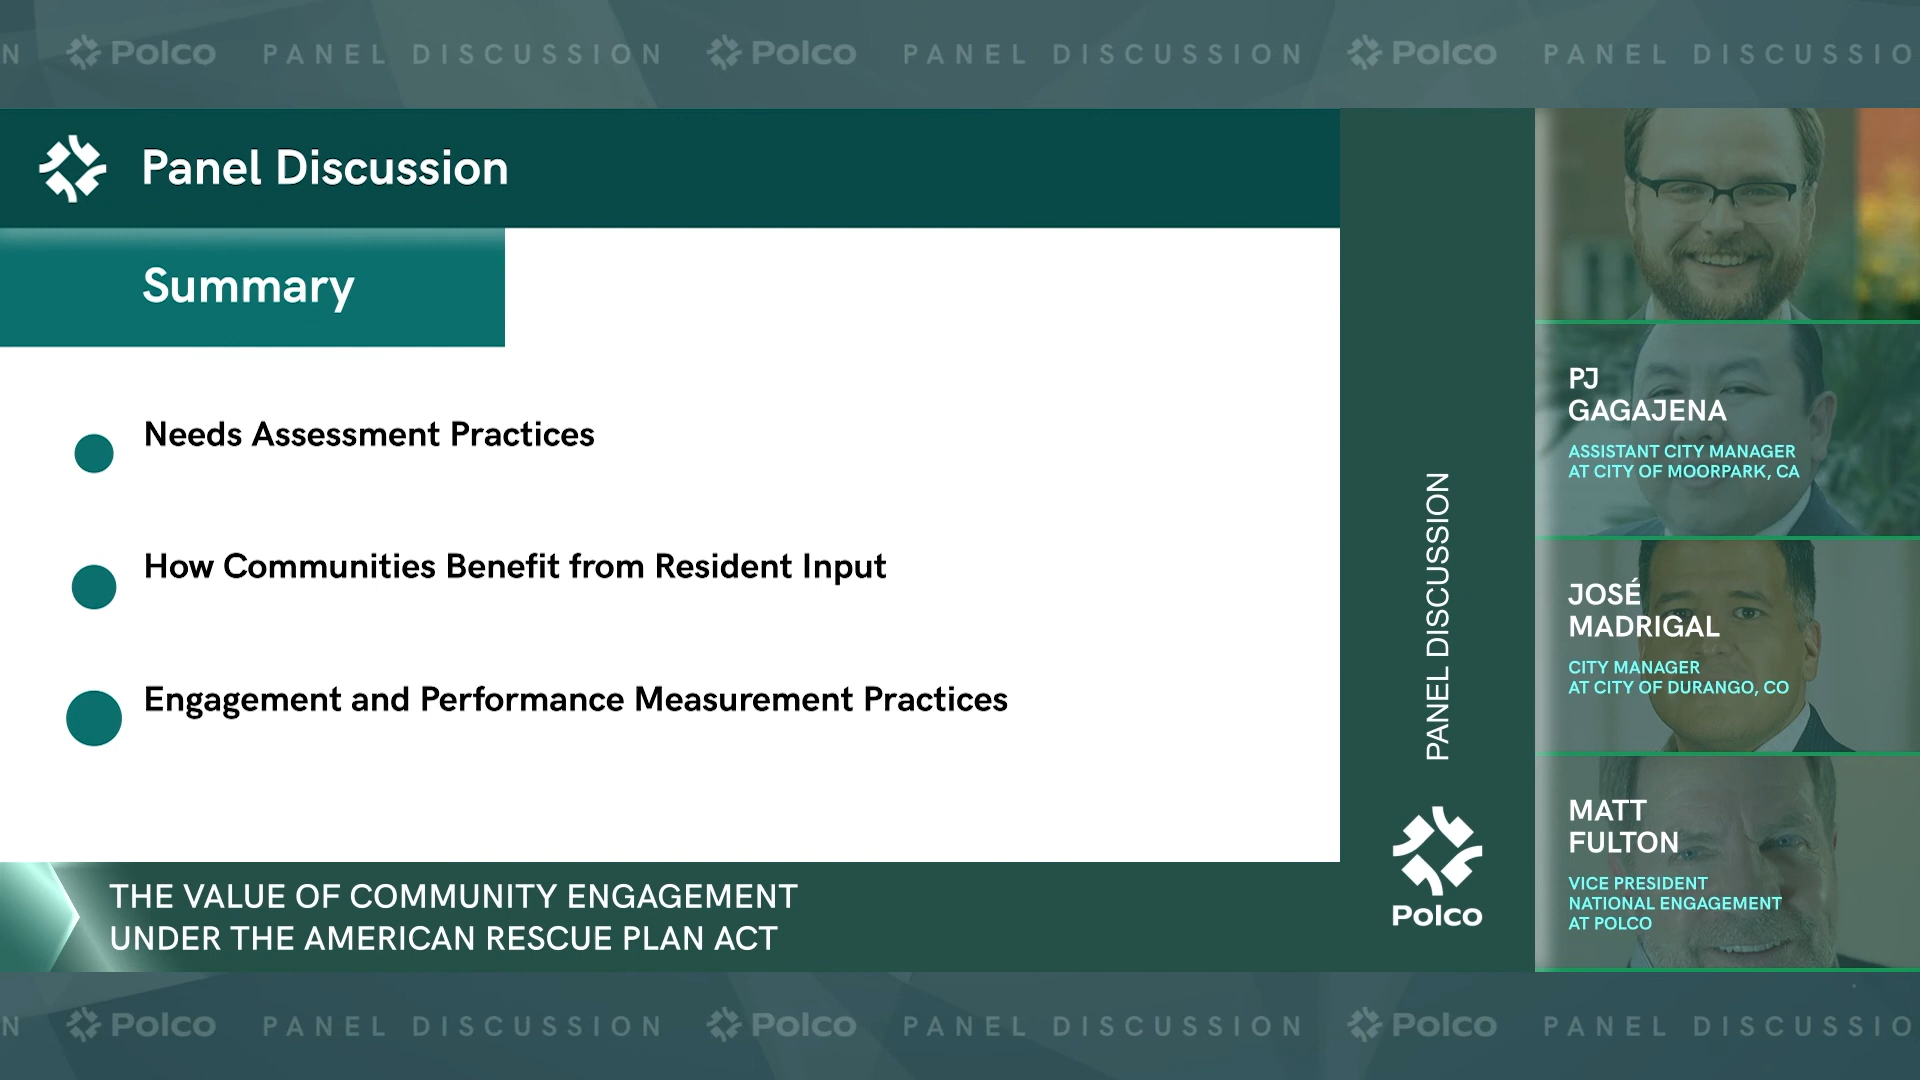 N Polco PANEL DISCUSSION Polco PANEL DISCUSSION Polco PANEL DISCUSSIO
Panel Discussion
Summary
Needs Assessment Practices
How Communities Benefit from Resident Input
Engagement and Performance Measurement Practices
THE VALUE OF COMMUNITY ENGAGEMENT
UNDER THE AMERICAN RESCUE PLAN ACT
PANEL DISCUSSION
Polco
PJ
GAGAJENA
ASSISTANT CITY MANAGER
AT CITY OF MOORPARK, CA
JOSÉ
MADRIGAL
CITY MANAGER
AT CITY OF DURANGO, CO
MATT
FULTON
VICE PRESIDENT
NATIONAL ENGAGEMENT
AT POLCO
N Polco PANEL DISCUSSION Polco PANEL DISCUSSION Polco PANEL DISCUSSIO